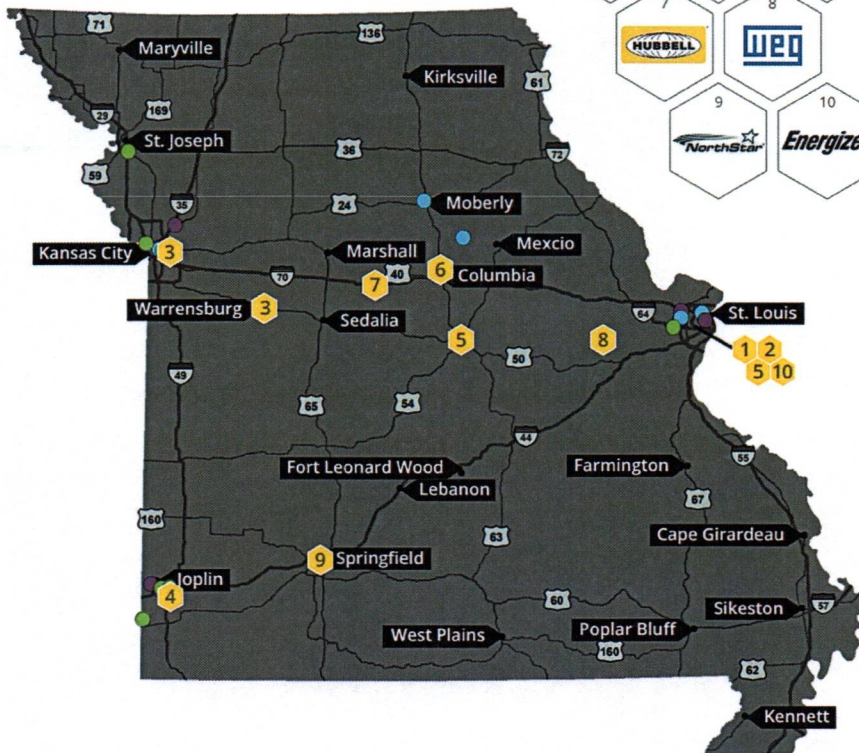 7
8
HUBBELL
WEG
9
10
NorthStar
Energize
71
136
Maryville
Kirksville
61
29
169
St. Joseph
36
72
59
35
24
Moberly
Mexcio
Kansas City
3
Marshall
6
Columbia
70
7
40
Warrensburg
3
Sedalia
64
St. Louis
5
8
50
1
2
5
10
49
65
54
44
Fort Leonard Wood
Farmington
55
Lebanon
67
160
63
Cape Girardeau
9
Springfield
Joplin
4
60
Sikeston
57
West Plains
Poplar Bluff
160
62
Kennett